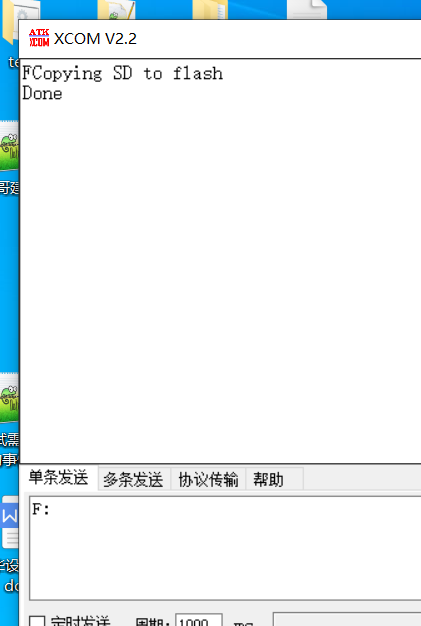 ATK
XCOM
XCOM V2.2
te
FCopying SD to flash
Done
单条发送
多条发送
协议传输
帮助
F:
定时发送
周期:
1000
ms